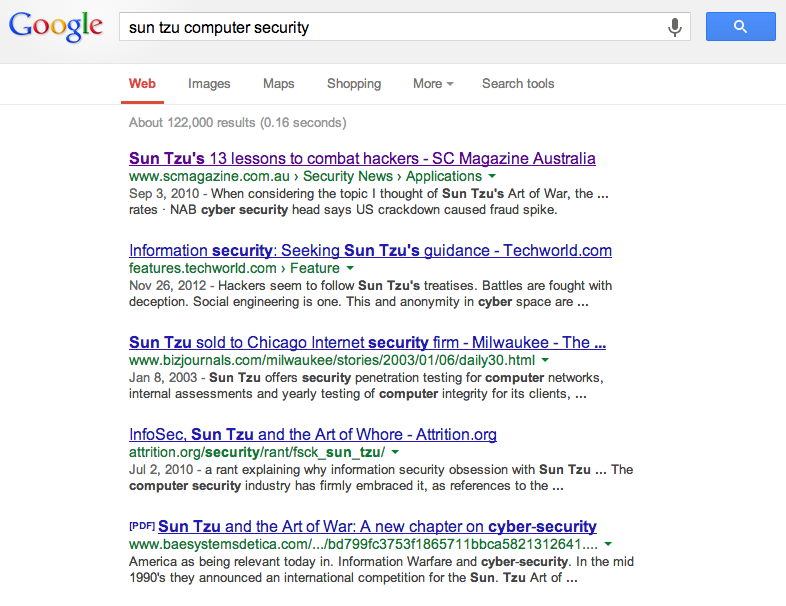 Google
sun tzu computer security
Web Images Maps Shopping More Search tools
About 122,000 results (0.16 seconds)
Sun Tzu's 13 lessons to combat hackers - SC Magazine Australia
www.scmagazine.com.au › Security News › Applications
Sep 3, 2010 - When considering the topic I thought of Sun Tzu's Art of War, the ...
rates · NAB cyber security head says US crackdown caused fraud spike.
Information security: Seeking Sun Tzu's guidance - Techworld.com
features.techworld.com › Feature
Nov 26, 2012 - Hackers seem to follow Sun Tzu's treatises. Battles are fought with
deception. Social engineering is one. This and anonymity in cyber space are ...
Sun Tzu sold to Chicago Internet security firm - Milwaukee - The ...
www.bizjournals.com/milwaukee/stories/2003/01/06/daily30.html
Jan 8, 2003 - Sun Tzu offers security penetration testing for computer networks,
internal assessments and yearly testing of computer integrity for its clients, ...
InfoSec, Sun Tzu and the Art of Whore - Attrition.org
attrition.org/security/rant/fsck_sun_tzu/
Jul 2, 2010 - a rant explaining why information security obsession with Sun Tzu ... The
computer security industry has firmly embraced it, as references to the ...
[PDF] Sun Tzu and the Art of War: A new chapter on cyber-security
www.baesystemsdetica.com/.../bd799fc3753f1865711bbca5821312641....
America as being relevant today in. Information Warfare and cyber-security. In the mid
1990's they announced an international competition for the Sun. Tzu Art of ...